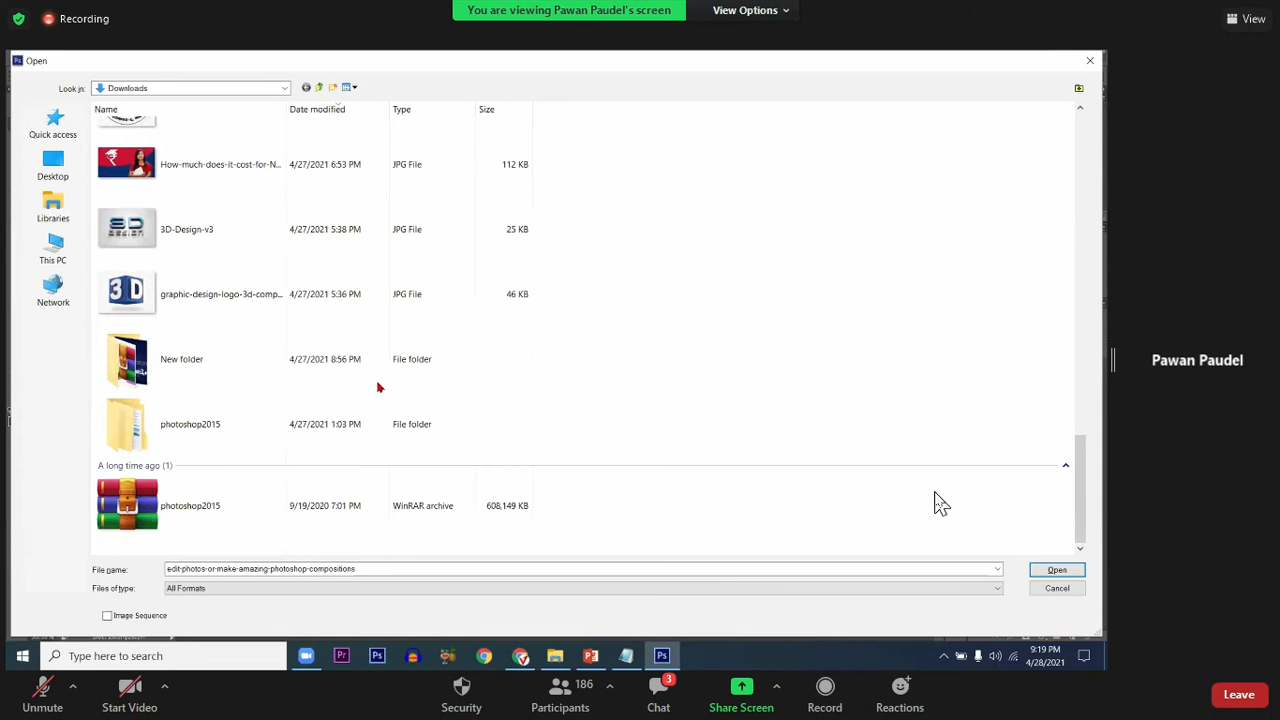 Recording
You are viewing Pawan Paudel's screen
View Options
View
Ps Open
Look in: Downloads
Name Date modified Type Size
Quick access
Desktop
Libraries
This PC
Network
How-much-does-it-cost-for-N... 4/27/2021 6:53 PM JPG File 112 KB
3D-Design-v3 4/27/2021 5:38 PM JPG File 25 KB
graphic-design-logo-3d-comp... 4/27/2021 5:36 PM JPG File 46 KB
New folder 4/27/2021 8:56 PM File folder
photoshop2015 4/27/2021 1:03 PM File folder
A long time ago (1)
photoshop2015 9/19/2020 7:01 PM WinRAR archive 608,149 KB
File name: edit-photos-or-make-amazing-photoshop-compositions Open
Files of type: All Formats Cancel
Image Sequence
Pawan Paudel
Type here to search
Pr Ps Ps
9:19 PM
4/28/2021
Unmute
Start Video
Security
Participants 186
Chat 3
Share Screen
Record
Reactions
Leave